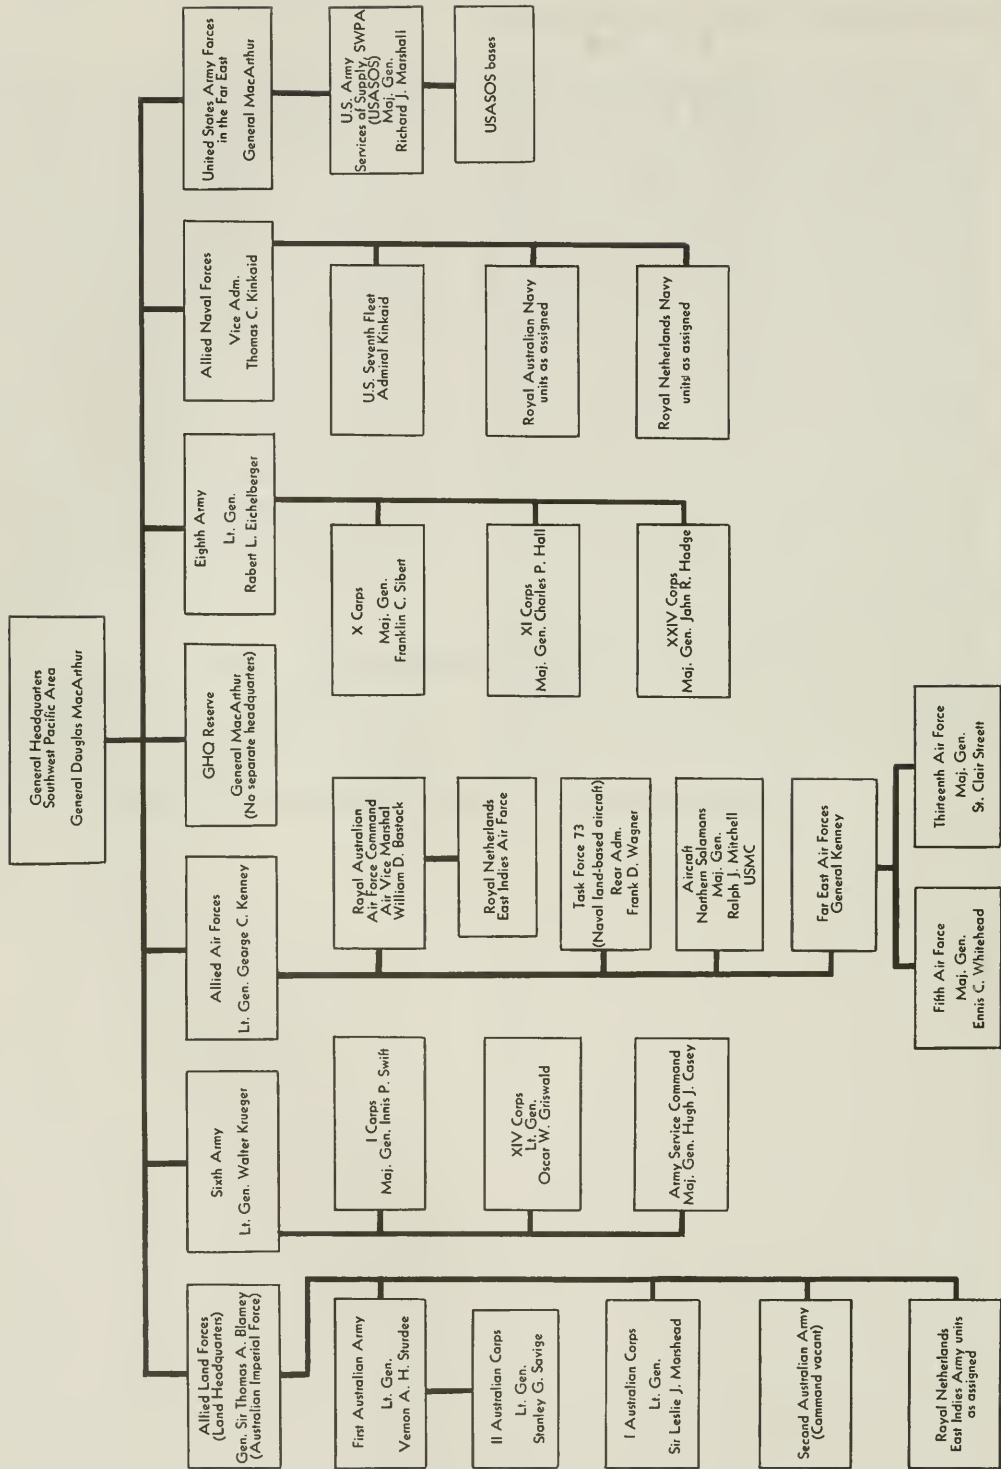 General Headquarters
Southwest Pacific Area
General Dauglas MacArthur
Allied Land Forces
(Land Headquarters)
Gen. Sir Thomas A. Blamey
(Australian Imperial Force)
First Australian Army
Lt. Gen.
Vernon A. H. Sturdee
II Australian Corps
Lt. Gen.
Stanley G. Savige
I Australian Corps
Lt. Gen.
Sir Leslie J. Marshead
Second Australian Army
(Command vacant)
Royal Netherlands
East Indies Army units
as assigned
Sixth Army
Lt. Gen. Walter Krueger
I Corps
Maj. Gen. Innis P. Swift
XIV Corps
Lt. Gen.
Oscar W. Griswald
Army Service Command
Maj. Gen. Hugh J. Casey
Allied Air Forces
Lt. Gen. George C. Kenney
Royal Australian
Air Force Command
Air Vice Marshal
William D. Bastack
Royal Netherlands
East Indies Air Force
Task Force 73
(Naval land-based aircraft)
Rear Adm.
Frank D. Wagner
Aircraft
Northern Salamans
Maj. Gen.
Ralph J. Mitchell
USMC
Far East Air Forces
General Kenney
Fifth Air Force
Maj. Gen.
Ennis C. Whitehead
Thirteenth Air Force
Maj. Gen.
St. Clair Streett
GHQ Reserve
General MacArthur
(No separate headquarters)
Eighth Army
Lt. Gen.
Rabert L. Eichelberger
X Carps
Maj. Gen.
Franklin C. Sibert
XI Corps
Maj. Gen. Charles P. Hall
XXIV Corps
Maj. Gen. Jahn R. Hadge
Allied Naval Forces
Vice Adm.
Thomas C. Kinkaid
U.S. Seventh Fleet
Admiral Kinkaid
Royal Australian Navy
units as assigned
Royal Netherlands Navy
units as assigned
United States Army Forces
in the Far East
General MacArthur
U.S. Army
Services of Supply, SWPA
(USASOS)
Maj. Gen.
Richard J. Marshall
USASOS bases